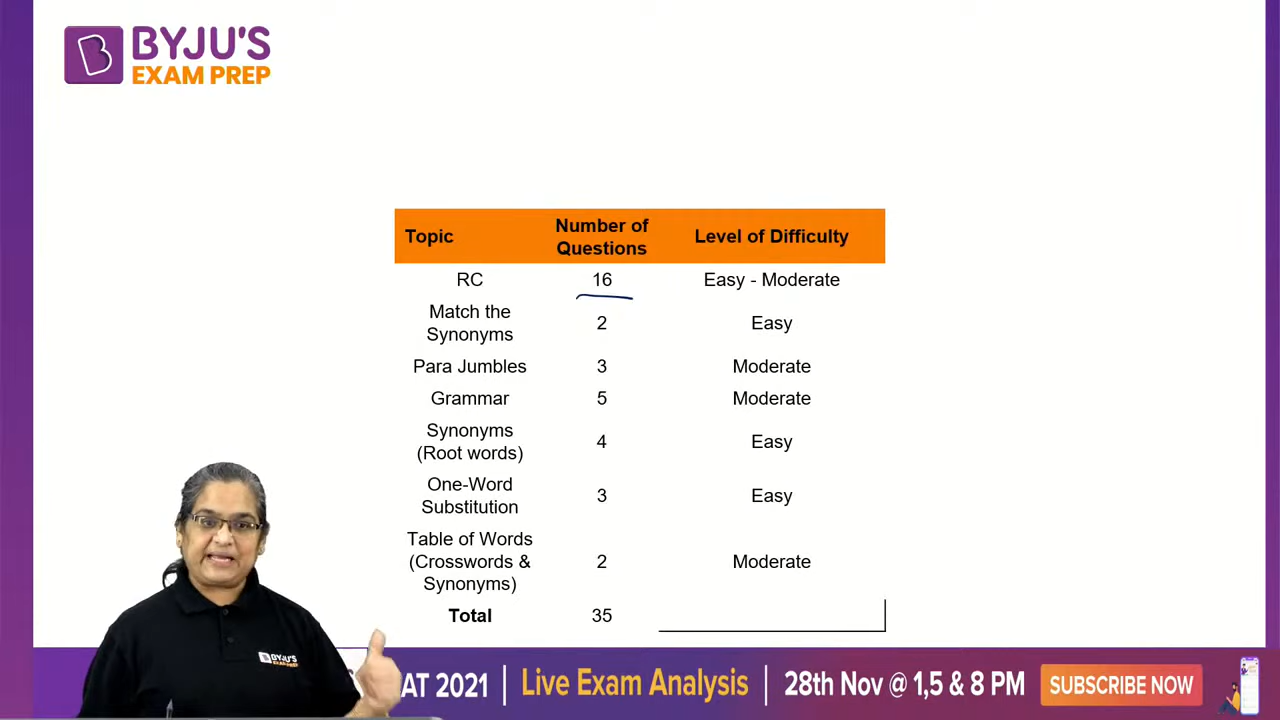 BYJU'S
EXAM PREP
Topic
Number of
Questions
Level of Difficulty
RC
16
Easy - Moderate
Match the
Synonyms
2
Easy
Para Jumbles
3
Moderate
Grammar
5
Moderate
Synonyms
(Root words)
4
Easy
One-Word
Substitution
3
Easy
Table of Words
(Crosswords &
Synonyms)
2
Moderate
Total
35
BYJU'S
EXAM PREP
AT 2021
Live Exam Analysis
28th Nov @ 1,5 & 8 PM
SUBSCRIBE NOW